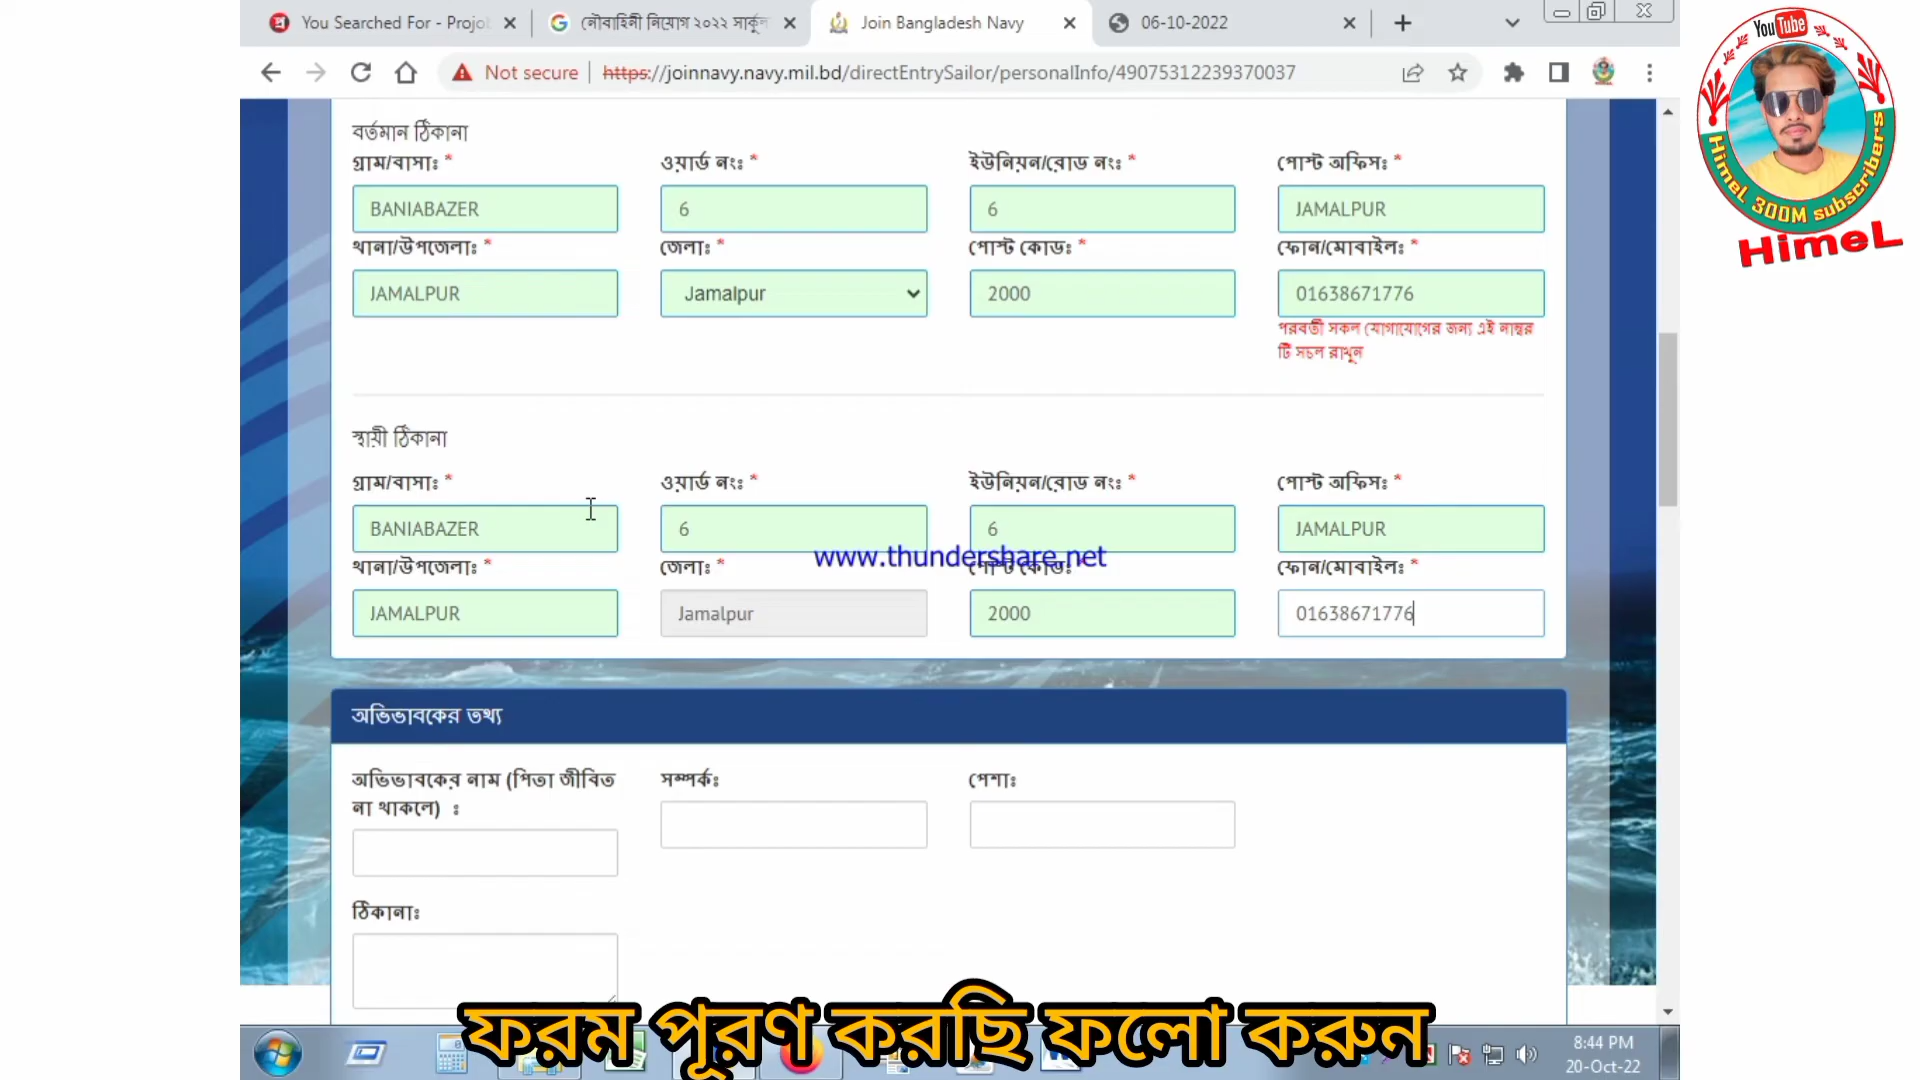 You Searched For - Projo
নৌবাহিনী নিয়োগ ২০২২ সার্কুল
Join Bangladesh Navy
06-10-2022
Not secure | https://joinnavy.navy.mil.bd/directEntrySailor/personalInfo/49075312239370037
বর্তমান ঠিকানা
গ্রাম/বাসাঃ * ওয়ার্ড নংঃ * ইউনিয়ন/রোড নংঃ * পোস্ট অফিসঃ *
BANIABAZER 6 6 JAMALPUR
থানা/উপজেলাঃ * জেলাঃ * পোস্ট কোডঃ * ফোন/মোবাইলঃ *
JAMALPUR Jamalpur 2000 01638671776
পরবর্তী সকল যোগাযোগের জন্য এই নাম্বার
টি সচল রাখুন
স্থায়ী ঠিকানা
গ্রাম/বাসাঃ * ওয়ার্ড নংঃ * ইউনিয়ন/রোড নংঃ * পোস্ট অফিসঃ *
BANIABAZER 6 6 JAMALPUR
www.thundershare.net
থানা/উপজেলাঃ * জেলাঃ * পোস্ট কোডঃ * ফোন/মোবাইলঃ *
JAMALPUR Jamalpur 2000 01638671776
অভিভাবকের তথ্য
অভিভাবকের নাম (পিতা জীবিত
না থাকলে) ঃ
সম্পর্কঃ
পেশাঃ
ঠিকানাঃ
ফরম পূরণ করছি ফলো করুন
8:44 PM
20-Oct-22
YouTube
HimeL 300M subscribers
HimeL